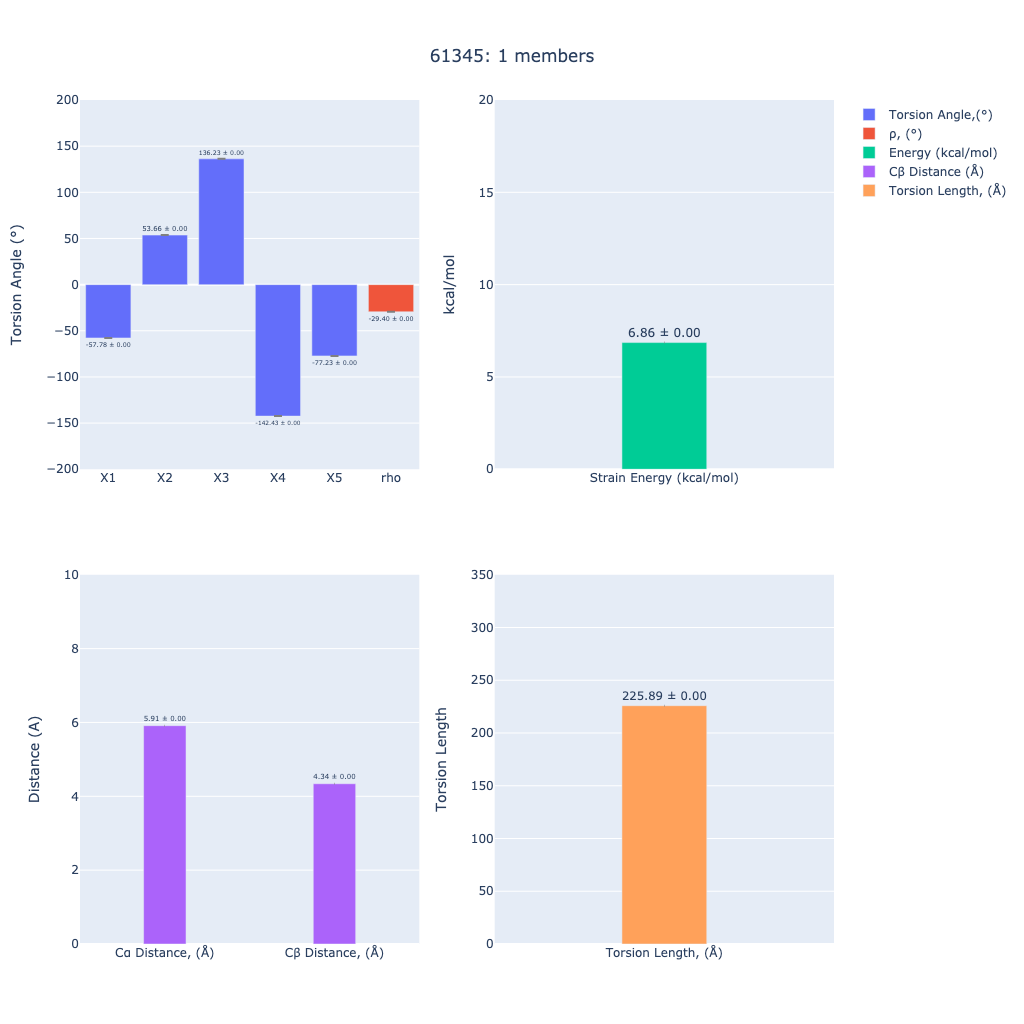 61345: 1 members
Torsion Angle (°)
200
150
100
50
0
−50
−100
−150
−200
-57.78 ± 0.00
53.66 ± 0.00
136.23 ± 0.00
-142.43 ± 0.00
-77.23 ± 0.00
-29.40 ± 0.00
X1 X2 X3 X4 X5 rho
kcal/mol
20
15
10
5
0
6.86 ± 0.00
Strain Energy (kcal/mol)
Torsion Angle,(°)
ρ, (°)
Energy (kcal/mol)
Cβ Distance (Å)
Torsion Length, (Å)
Distance (A)
10
8
6
4
2
0
5.91 ± 0.00
4.34 ± 0.00
Cα Distance, (Å) Cβ Distance, (Å)
Torsion Length
350
300
250
200
150
100
50
0
225.89 ± 0.00
Torsion Length, (Å)